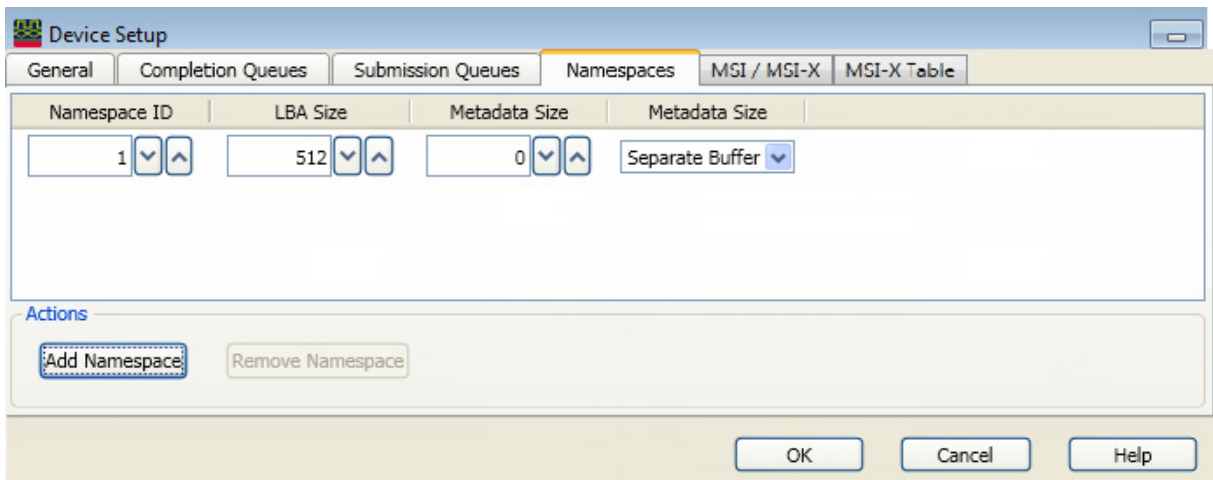 Device Setup
General Completion Queues Submission Queues Namespaces MSI / MSI-X MSI-X Table
Namespace ID LBA Size Metadata Size Metadata Size
1 512 0 Separate Buffer
Actions
Add Namespace Remove Namespace
OK Cancel Help